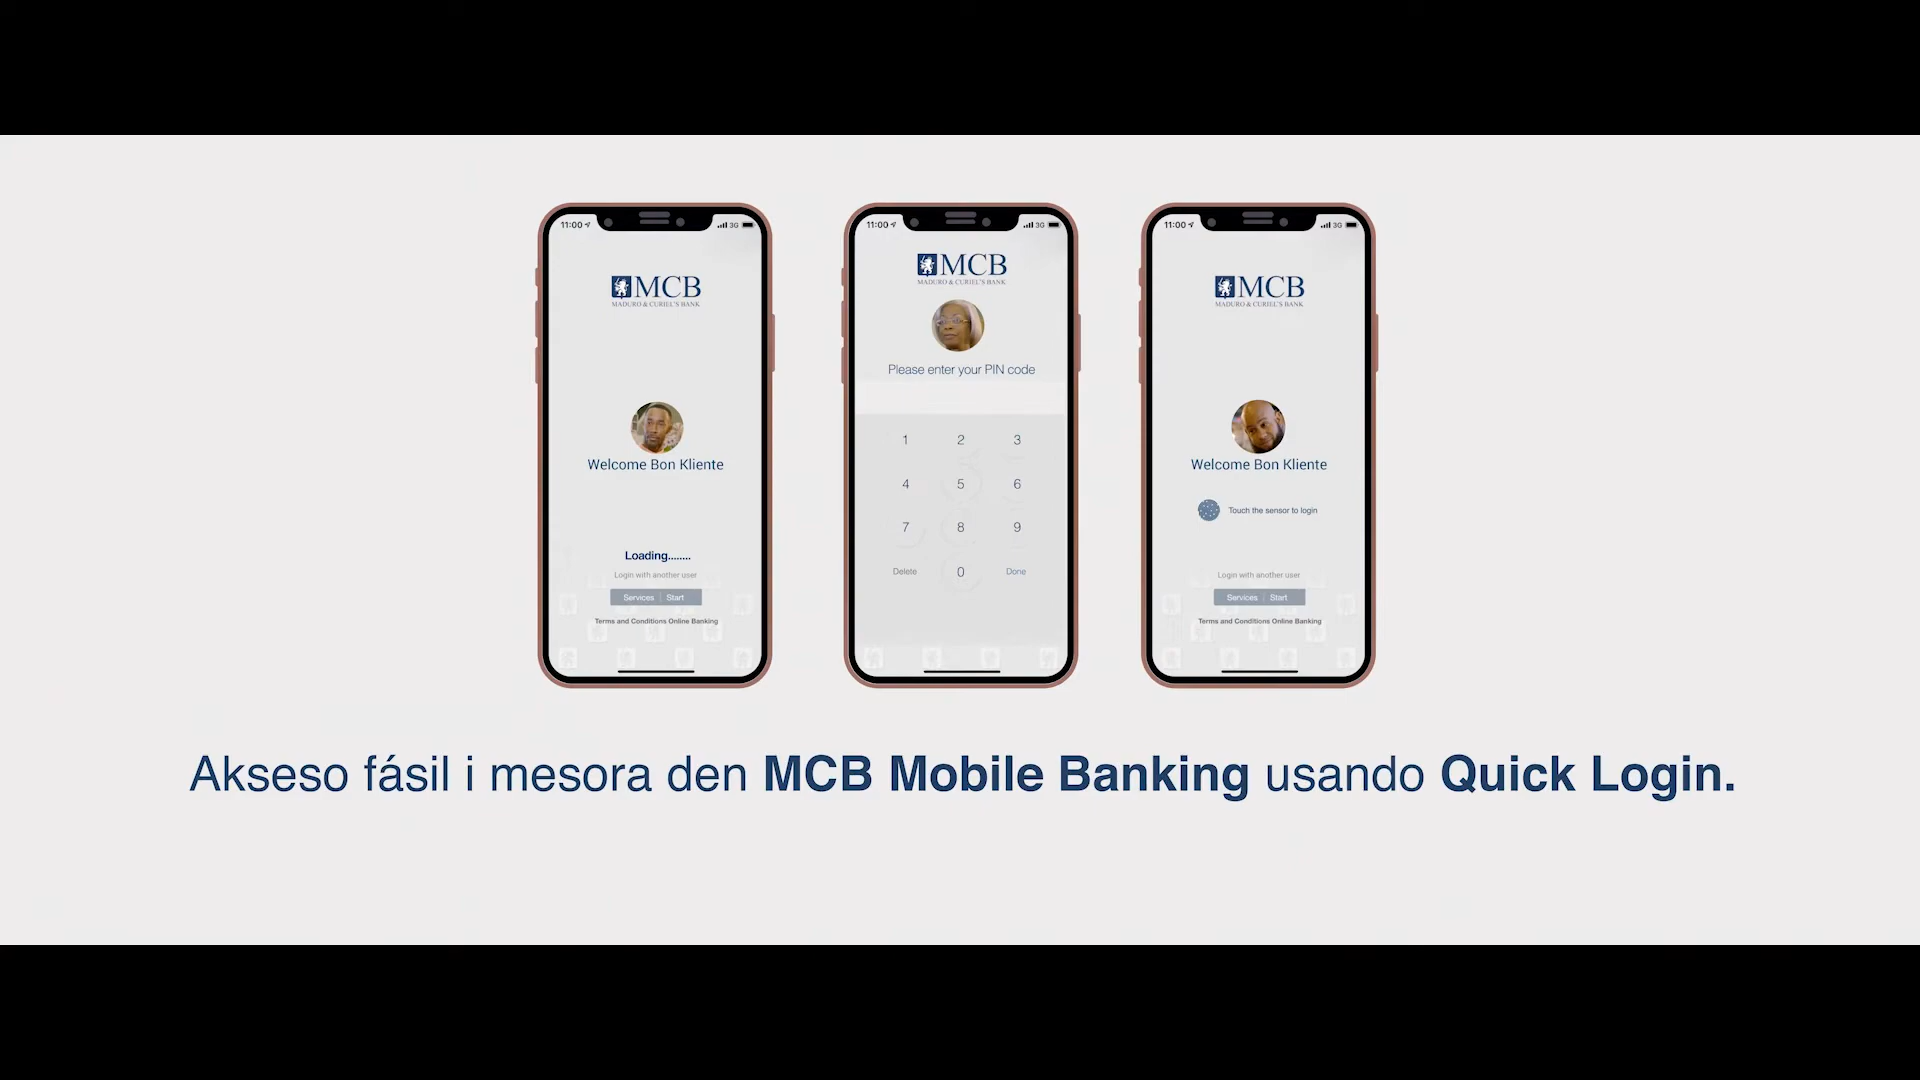 11:00
3G
MCB
MADURO & CURIEL'S BANK
Welcome Bon Kliente
Loading........
Login with another user
Services | Start
Terms and Conditions Online Banking
11:00
3G
MCB
MADURO & CURIEL'S BANK
Please enter your PIN code
1 2 3
4 5 6
7 8 9
Delete 0 Done
11:00
3G
MCB
MADURO & CURIEL'S BANK
Welcome Bon Kliente
Touch the sensor to login
Login with another user
Services / Start
Terms and Conditions Online Banking
Akseso fásil i mesora den MCB Mobile Banking usando Quick Login.